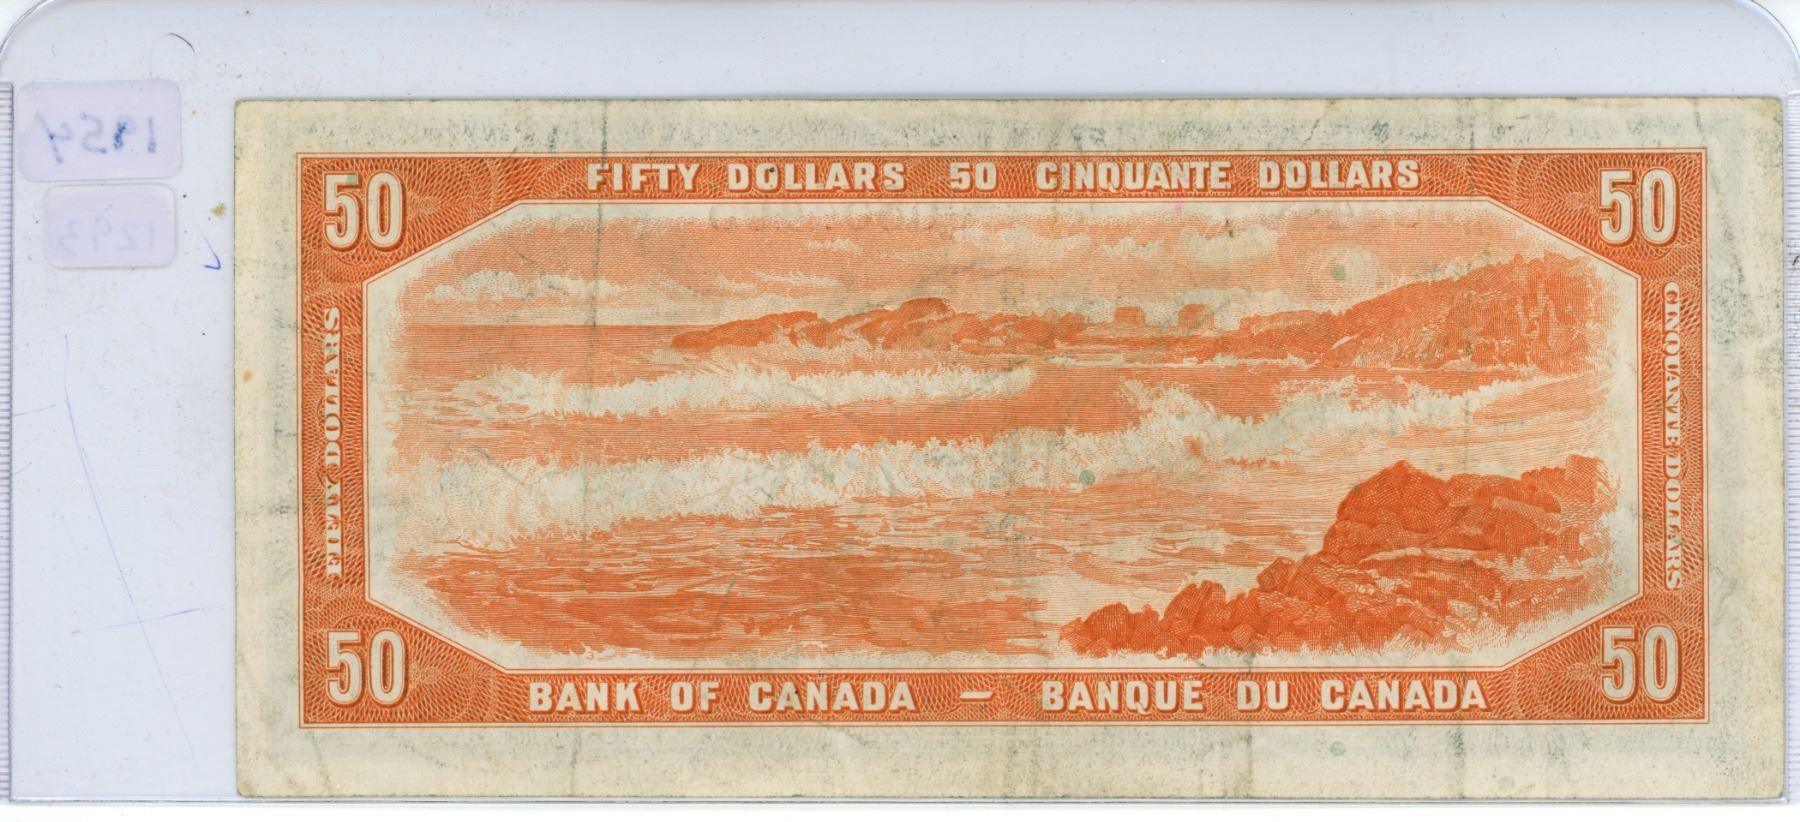 1954
1293
FIFTY DOLLARS 50 CINQUANTE DOLLARS
50
50
FIFTY DOLLARS
CINQUANTE DOLLARS
50
50
BANK OF CANADA — BANQUE DU CANADA